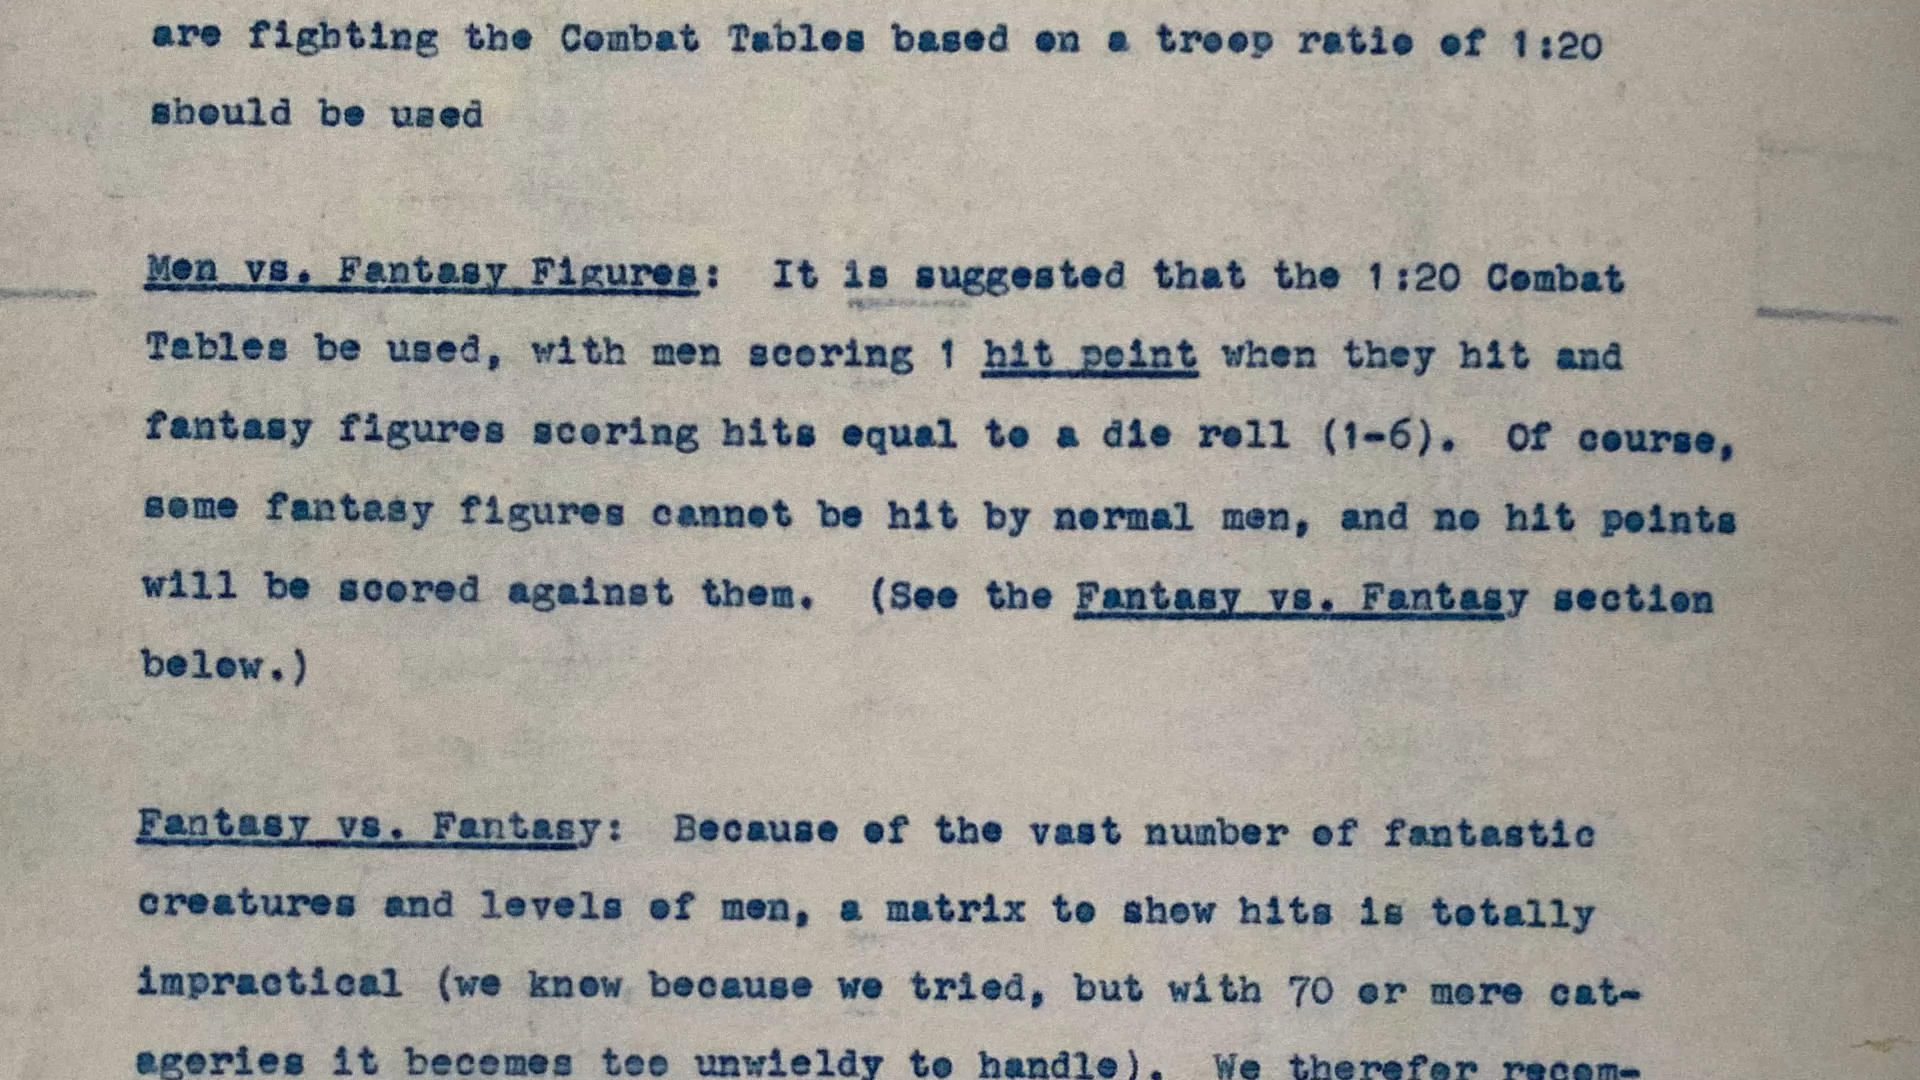 are fighting the Combat Tables based on a troop ratio of 1:20
should be used
Men vs. Fantasy Figures: It is suggested that the 1:20 Combat
Tables be used, with men scoring 1 hit point when they hit and
fantasy figures scoring hits equal to a die roll (1-6). Of course,
some fantasy figures cannot be hit by normal men, and no hit points
will be scored against them. (See the Fantasy vs. Fantasy section
below.)
Fantasy vs. Fantasy: Because of the vast number of fantastic
creatures and levels of men, a matrix to show hits is totally
impractical (we know because we tried, but with 70 or more cat-
agories it becomes too unwieldy to handle). We therefor recom-